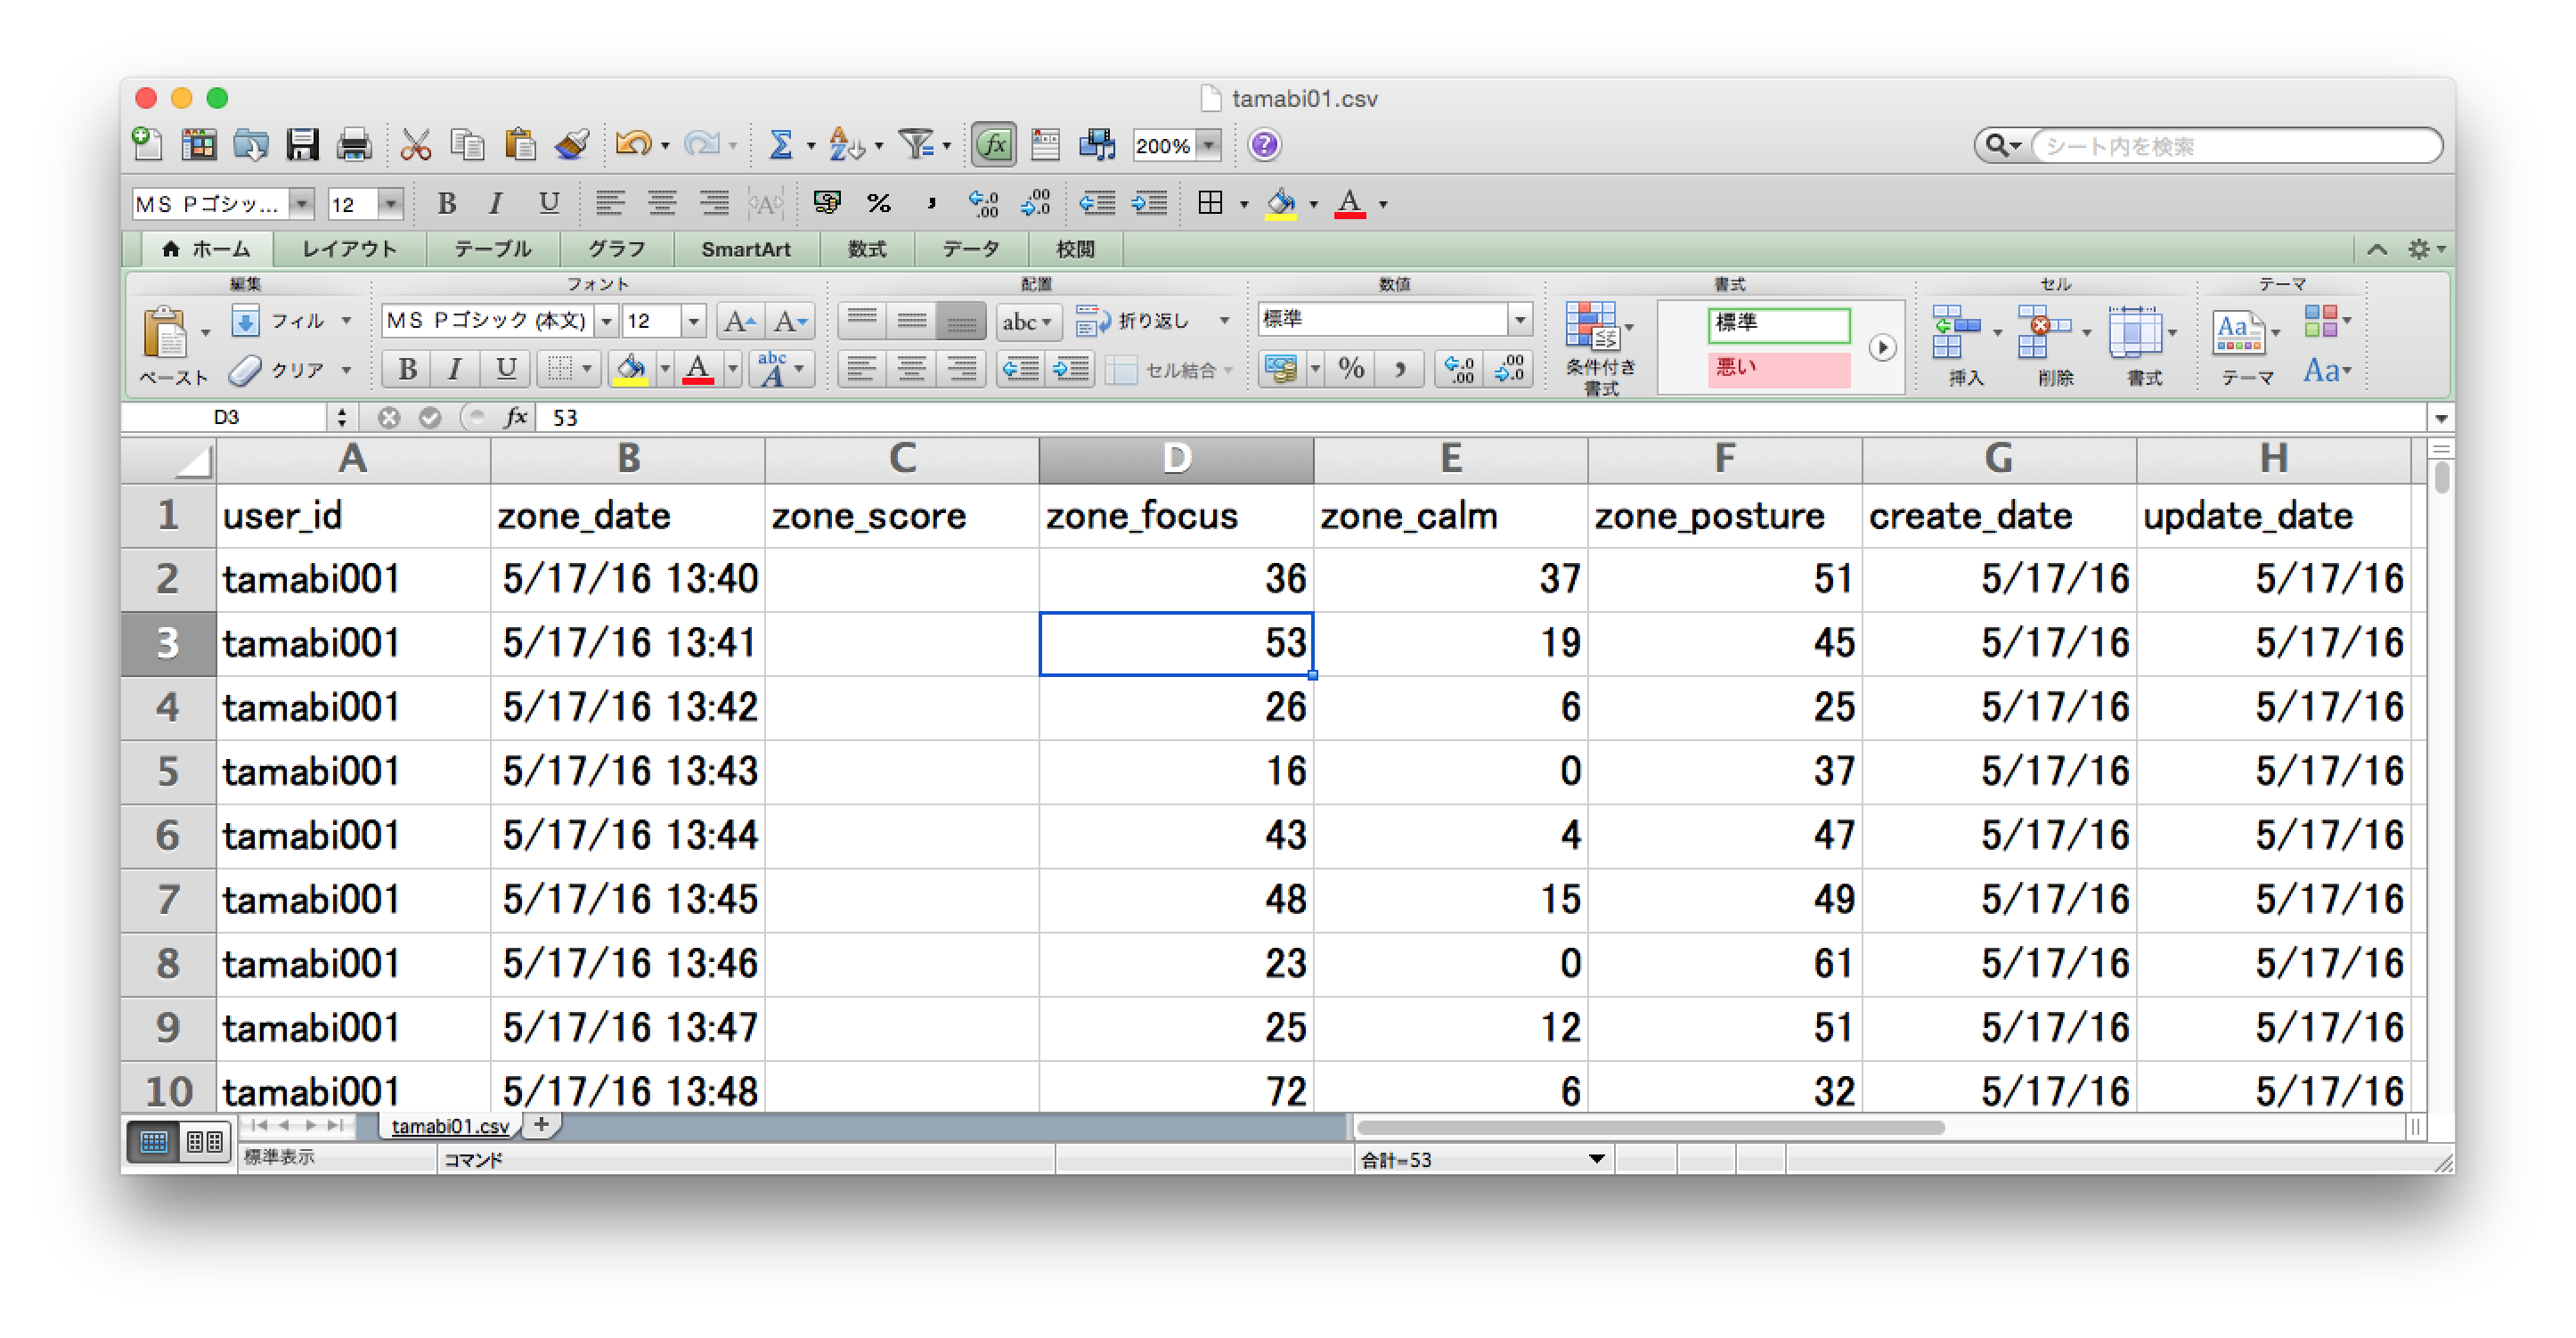 tamabi01.csv
200%
シート内を検索
MS Pゴシッ... 12 B I U A % , .0 .00 .00 .0 A
ホーム レイアウト テーブル グラフ SmartArt 数式 データ 校閲
編集 フォント 配置 数値 書式 セル テーマ
フィル MS Pゴシック (本文) 12 A A abc 折り返し 標準 標準
ペースト クリア B I U A abc A セル結合 % , .0 .00 .00 .0 条件付き書式 悪い 挿入 削除 書式 Aa テーマ Aa
D3 fx 53
A B C D E F G H
1 user_id zone_date zone_score zone_focus zone_calm zone_posture create_date update_date
2 tamabi001 5/17/16 13:40 36 37 51 5/17/16 5/17/16
3 tamabi001 5/17/16 13:41 53 19 45 5/17/16 5/17/16
4 tamabi001 5/17/16 13:42 26 6 25 5/17/16 5/17/16
5 tamabi001 5/17/16 13:43 16 0 37 5/17/16 5/17/16
6 tamabi001 5/17/16 13:44 43 4 47 5/17/16 5/17/16
7 tamabi001 5/17/16 13:45 48 15 49 5/17/16 5/17/16
8 tamabi001 5/17/16 13:46 23 0 61 5/17/16 5/17/16
9 tamabi001 5/17/16 13:47 25 12 51 5/17/16 5/17/16
10 tamabi001 5/17/16 13:48 72 6 32 5/17/16 5/17/16
tamabi01.csv
標準表示 コマンド 合計=53